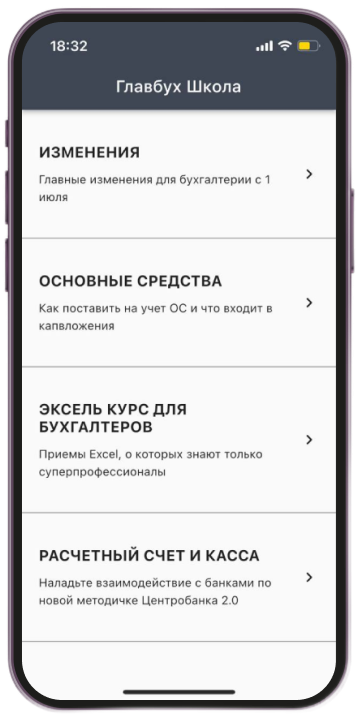 18:32
Главбух Школа
ИЗМЕНЕНИЯ
Главные изменения для бухгалтерии с 1
июля
ОСНОВНЫЕ СРЕДСТВА
Как поставить на учет ОС и что входит в
капвложения
ЭКСЕЛЬ КУРС ДЛЯ
БУХГАЛТЕРОВ
Приемы Excel, о которых знают только
суперпрофессионалы
РАСЧЕТНЫЙ СЧЕТ И КАССА
Наладьте взаимодействие с банками по
новой методичке Центробанка 2.0